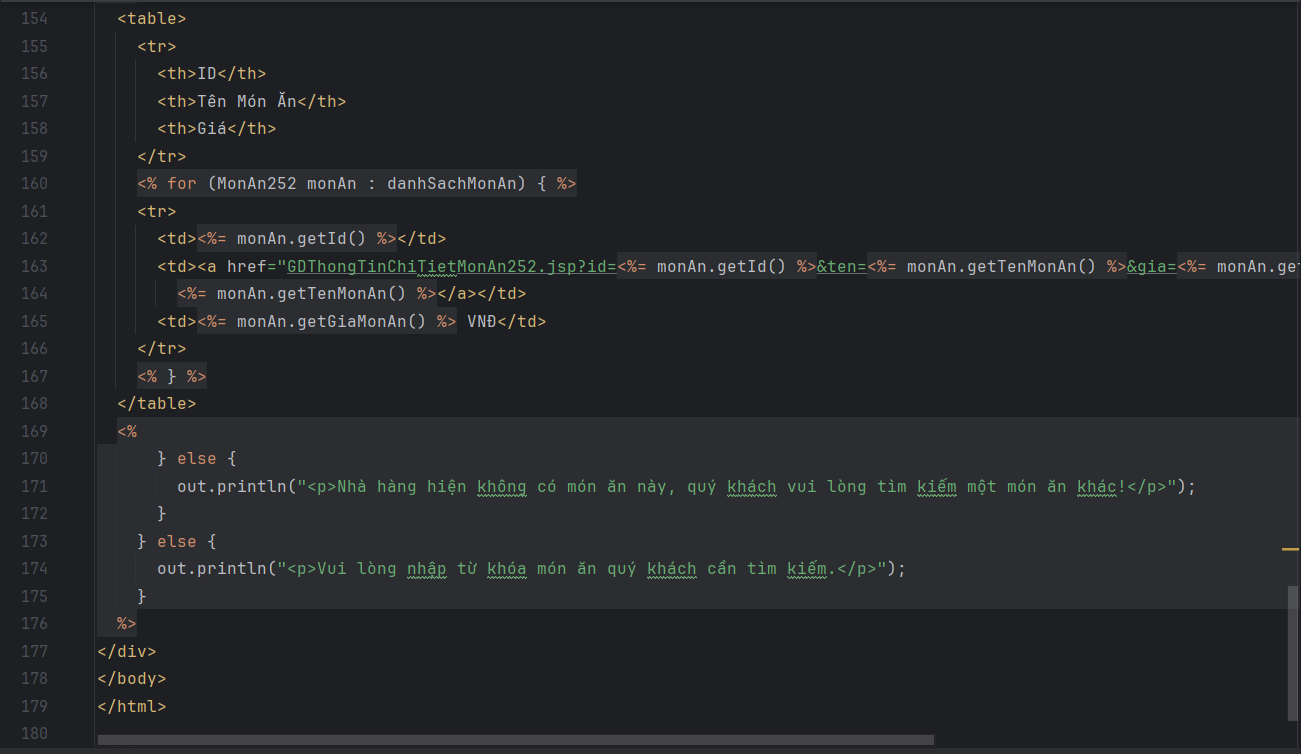 154 <table>
155 <tr>
156 <th>ID</th>
157 <th>Tên Món Ăn</th>
158 <th>Giá</th>
159 </tr>
160 <% for (MonAn252 monAn : danhSachMonAn) { %>
161 <tr>
162 <td><%= monAn.getId() %></td>
163 <td><a href="GDThongTinChiTietMonAn252.jsp?id=<%= monAn.getId() %>&ten=<%= monAn.getTenMonAn() %>&gia=<%= monAn.get
164 <%= monAn.getTenMonAn() %></a></td>
165 <td><%= monAn.getGiaMonAn() %> VNĐ</td>
166 </tr>
167 <% } %>
168 </table>
169 <%
170 } else {
171 out.println("<p>Nhà hàng hiện không có món ăn này, quý khách vui lòng tìm kiếm một món ăn khác!</p>");
172 }
173 } else {
174 out.println("<p>Vui lòng nhập từ khóa món ăn quý khách cần tìm kiếm.</p>");
175 }
176 %>
177 </div>
178 </body>
179 </html>
180